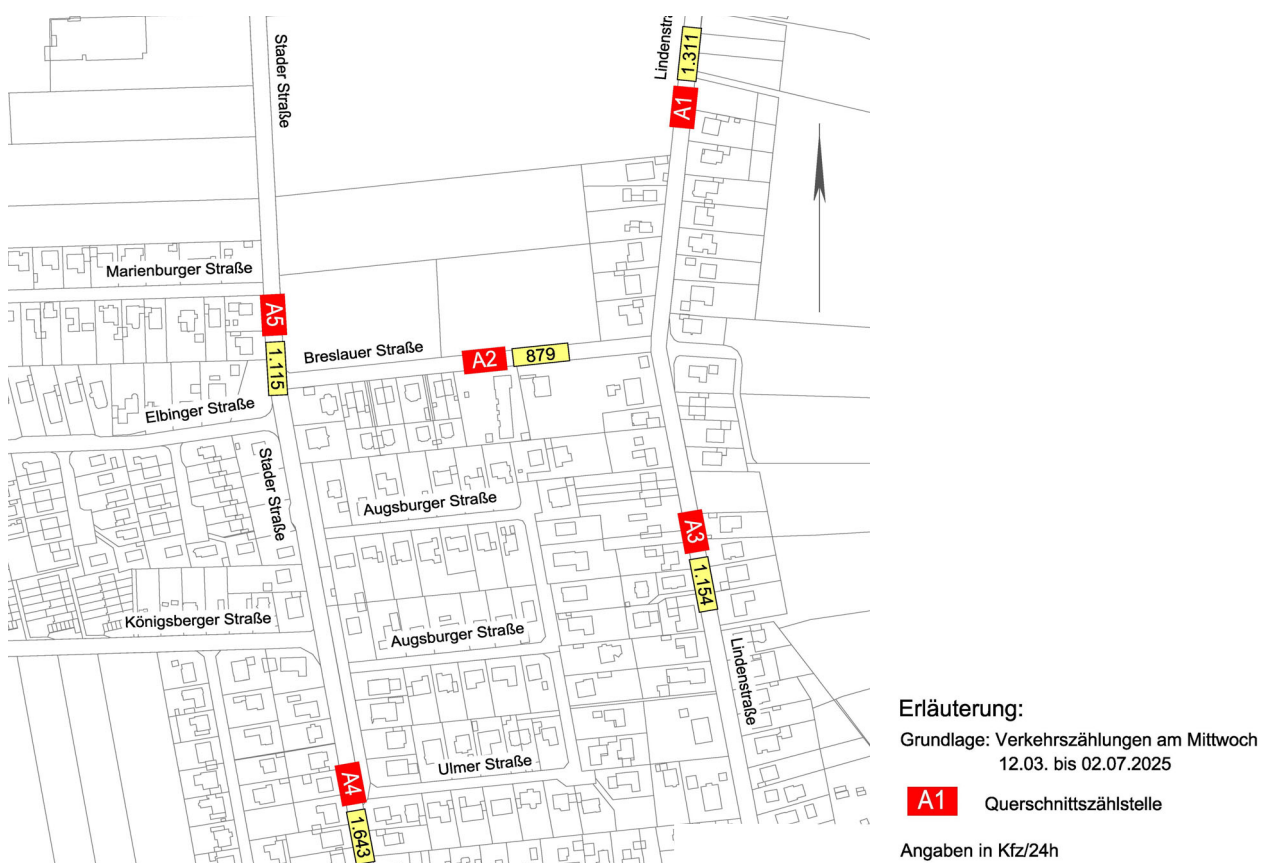 Stader Straße
Lindenstr
1.311
A1
Marienburger Straße
A5
1.115
Breslauer Straße
A2
879
Elbinger Straße
Stader Straße
Augsburger Straße
A3
1.154
Königsberger Straße
Augsburger Straße
Lindenstraße
Ulmer Straße
A4
1.643
Erläuterung:
Grundlage: Verkehrszählungen am Mittwoch
12.03. bis 02.07.2025
A1 Querschnittszählstelle
Angaben in Kfz/24h